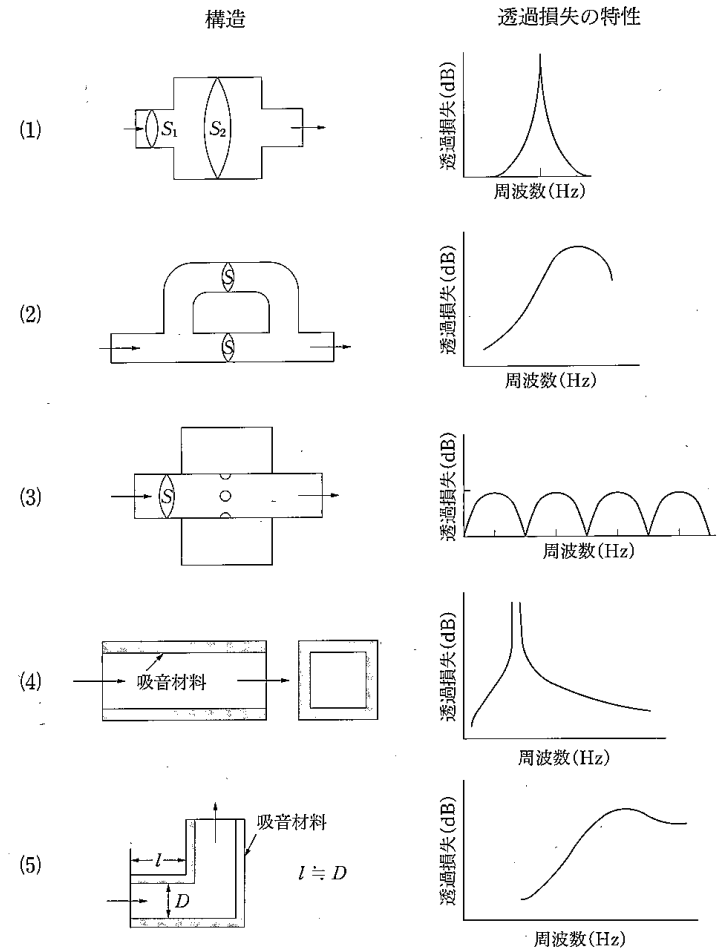 構造
透過損失の特性
(1)
S₁
S₂
透過損失(dB)
周波数(Hz)
(2)
S
S
透過損失(dB)
周波数(Hz)
(3)
S
透過損失(dB)
周波数(Hz)
(4)
吸音材料
透過損失(dB)
周波数(Hz)
(5)
l
D
吸音材料
l≒D
透過損失(dB)
周波数(Hz)